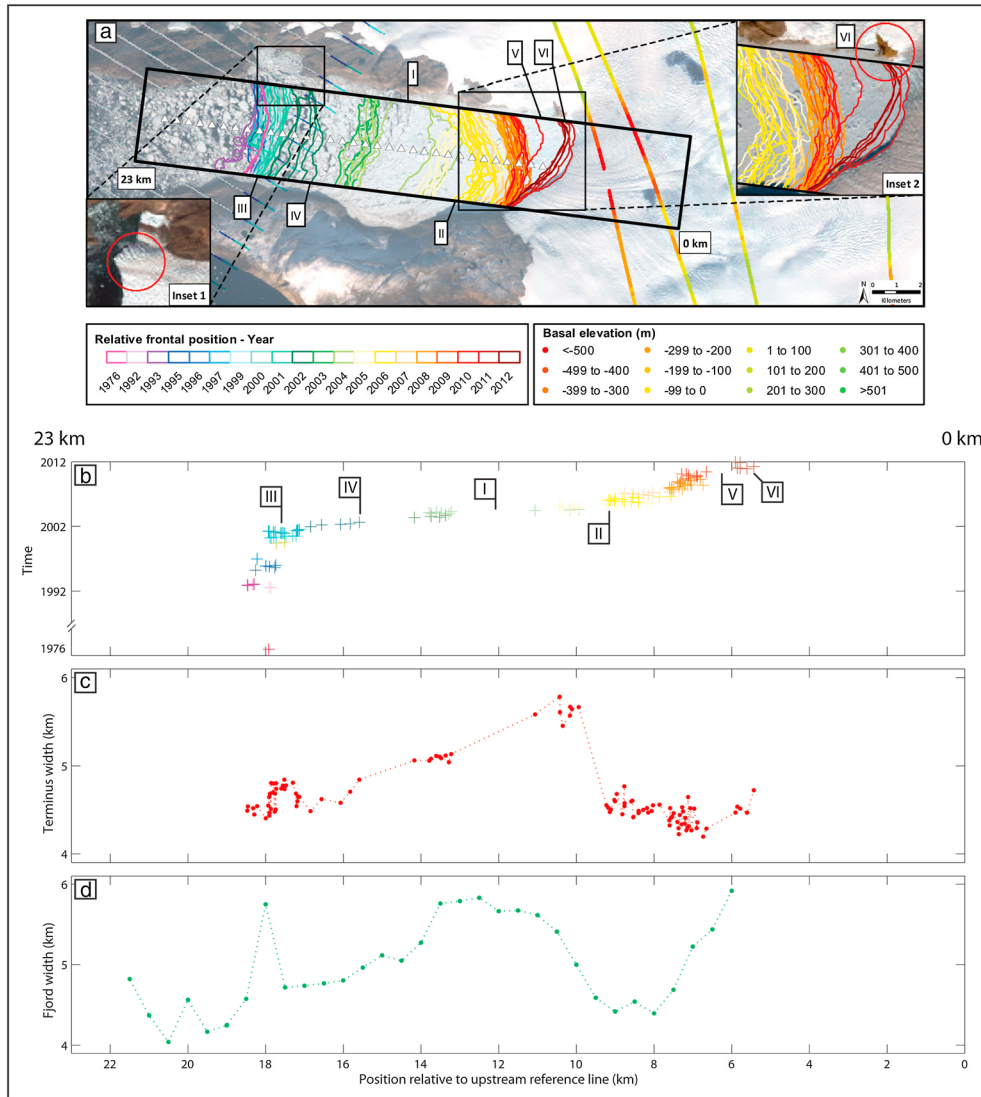 a
I
V
VI
VI
23 km
III
IV
II
0 km
Inset 1
Inset 2
N
0 1 2
Kilometers
Relative frontal position - Year
1976 1992 1993 1995 1996 1997 1999 2000 2001 2002 2003 2004 2005 2006 2007 2008 2009 2010 2011 2012
Basal elevation (m)
<-500 -299 to -200 1 to 100 301 to 400
-499 to -400 -199 to -100 101 to 200 401 to 500
-399 to -300 -99 to 0 201 to 300 >501
23 km 0 km
b
2012
2002
1992
1976
Time
III
IV
I
II
V
VI
c
6
5
4
Terminus width (km)
d
6
5
4
Fjord width (km)
22 20 18 16 14 12 10 8 6 4 2 0
Position relative to upstream reference line (km)